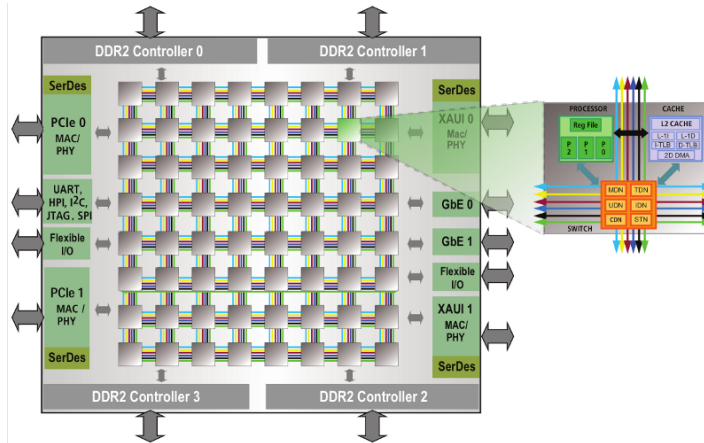 DDR2 Controller 0
DDR2 Controller 1
SerDes
PCIe 0
MAC/
PHY
UART,
HPI, I²C,
JTAG, SPI
Flexible
I/O
PCIe 1
MAC /
PHY
SerDes
SerDes
XAUI 0
Mac/
PHY
GbE 0
GbE 1
Flexible
I/O
XAUI 1
MAC/
PHY
SerDes
DDR2 Controller 3
DDR2 Controller 2
PROCESSOR
CACHE
Reg File
P P P
2 1 0
L2 CACHE
L-1I L-1D
I-TLB D-TLB
2D DMA
MDN TDN
UDN IDN
CDN STN
SWITCH